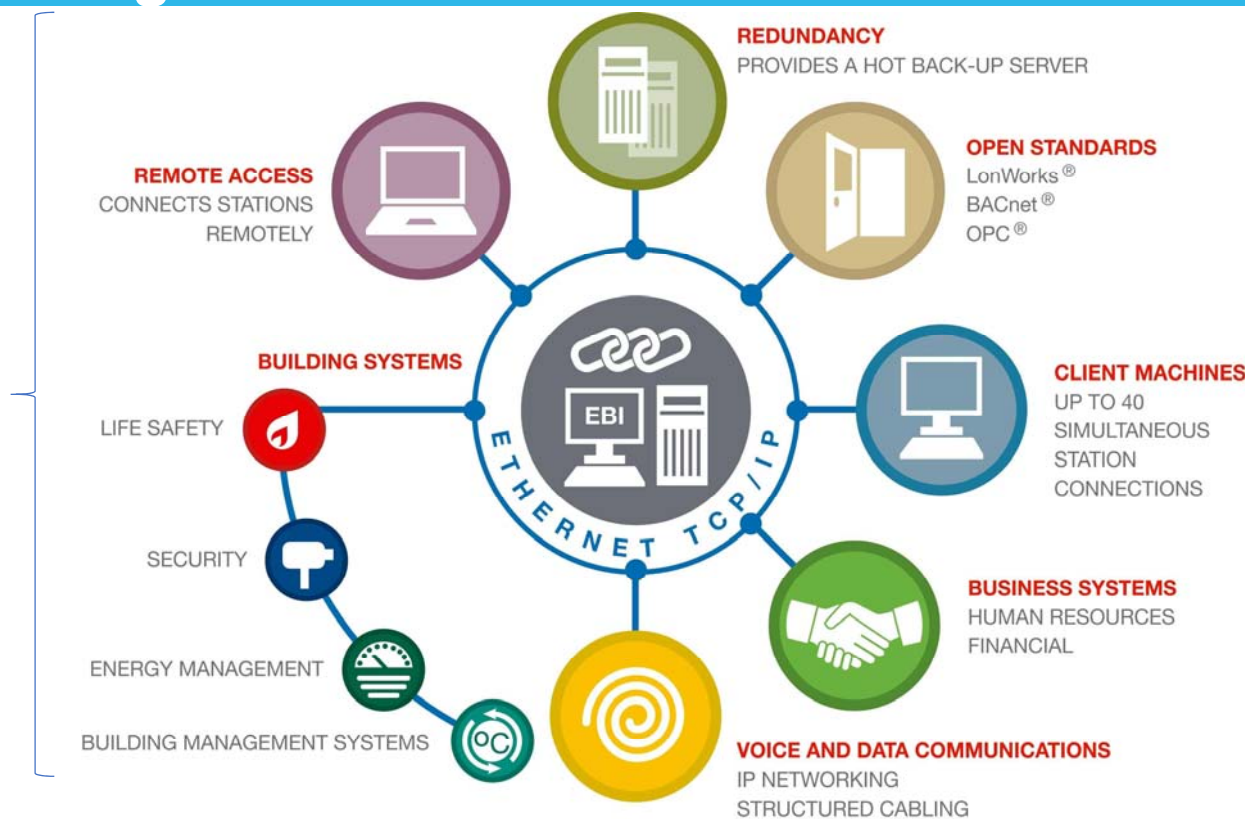 REDUNDANCY
PROVIDES A HOT BACK-UP SERVER
REMOTE ACCESS
CONNECTS STATIONS
REMOTELY
OPEN STANDARDS
LonWorks ®
BACnet ®
OPC ®
BUILDING SYSTEMS
LIFE SAFETY
SECURITY
ENERGY MANAGEMENT
BUILDING MANAGEMENT SYSTEMS
°C
EBI
ETHERNET TCP/IP
CLIENT MACHINES
UP TO 40
SIMULTANEOUS
STATION
CONNECTIONS
BUSINESS SYSTEMS
HUMAN RESOURCES
FINANCIAL
VOICE AND DATA COMMUNICATIONS
IP NETWORKING
STRUCTURED CABLING